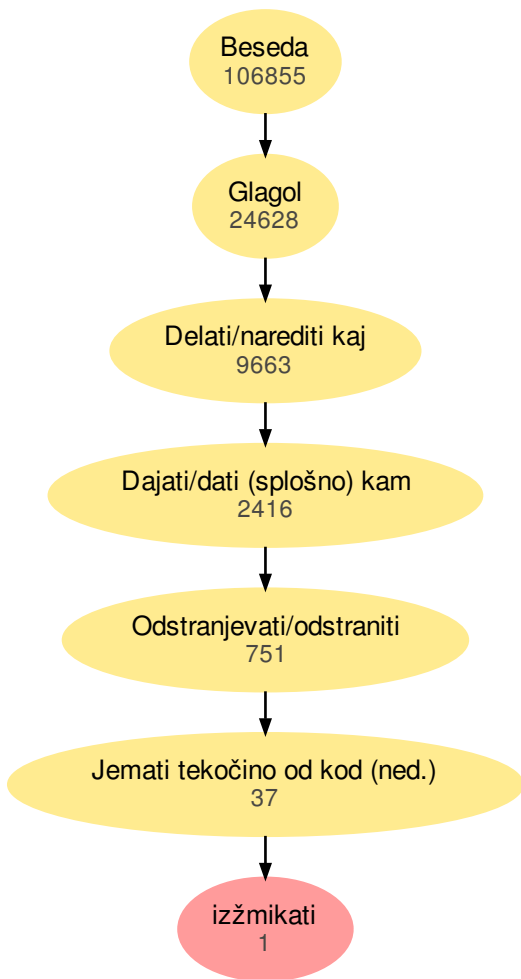 Beseda
106855
Glagol
24628
Delati/narediti kaj
9663
Dajati/dati (splošno) kam
2416
Odstranjevati/odstraniti
751
Jemati tekočino od kod (ned.)
37
izžmikati
1